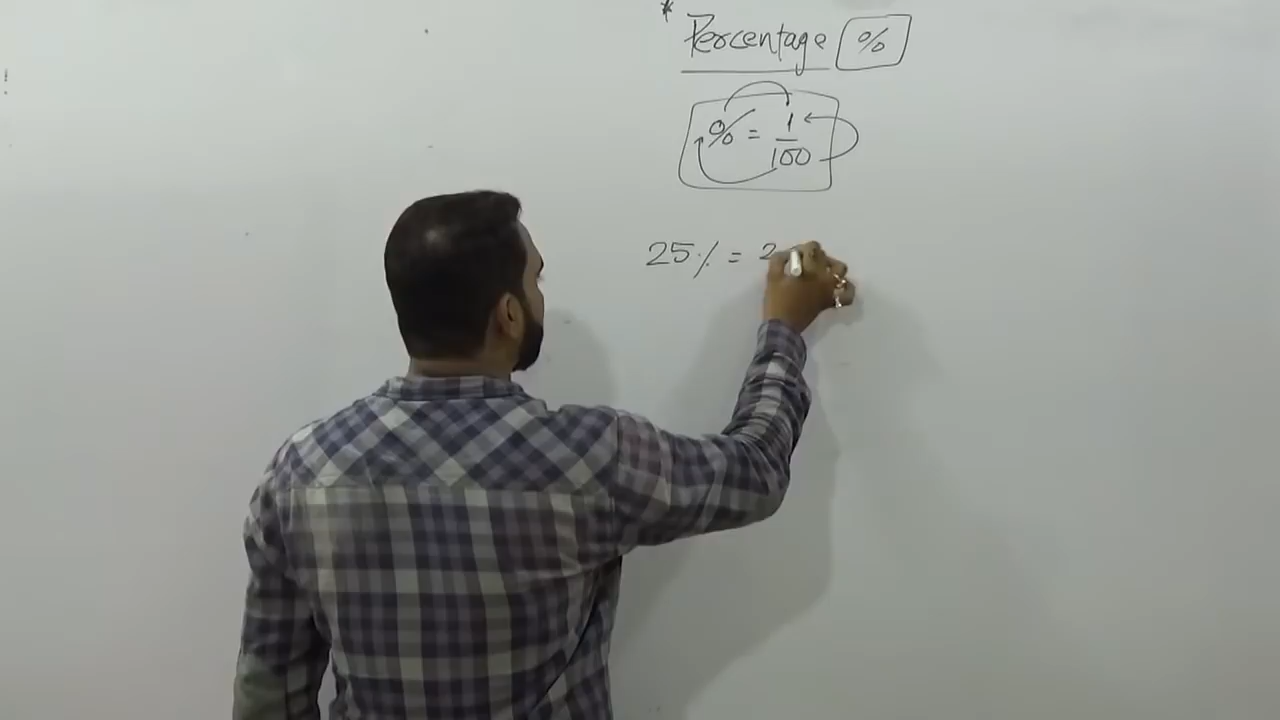 * Percentage %
% = 1/100
25% = 2